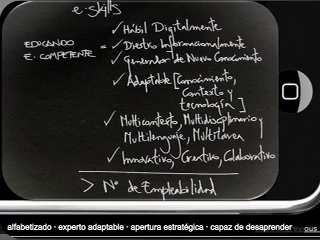 e-skills
✓ Hábil Digitalmente
EDUCANDO
E-COMPETENTE = ✓ Diestro Informacionalmente
✓ Generador de Nuevo Conocimiento
✓ Adaptable [Conocimiento,
Contexto y
tecnología]
✓ Multicontexto, Multidisciplinario y
Multilenguaje, Multitarea
✓ Innovativo, Creativo, Colaborativo
> Nº de Empleabilidad
alfabetizado · experto adaptable · apertura estratégica · capaz de desaprender